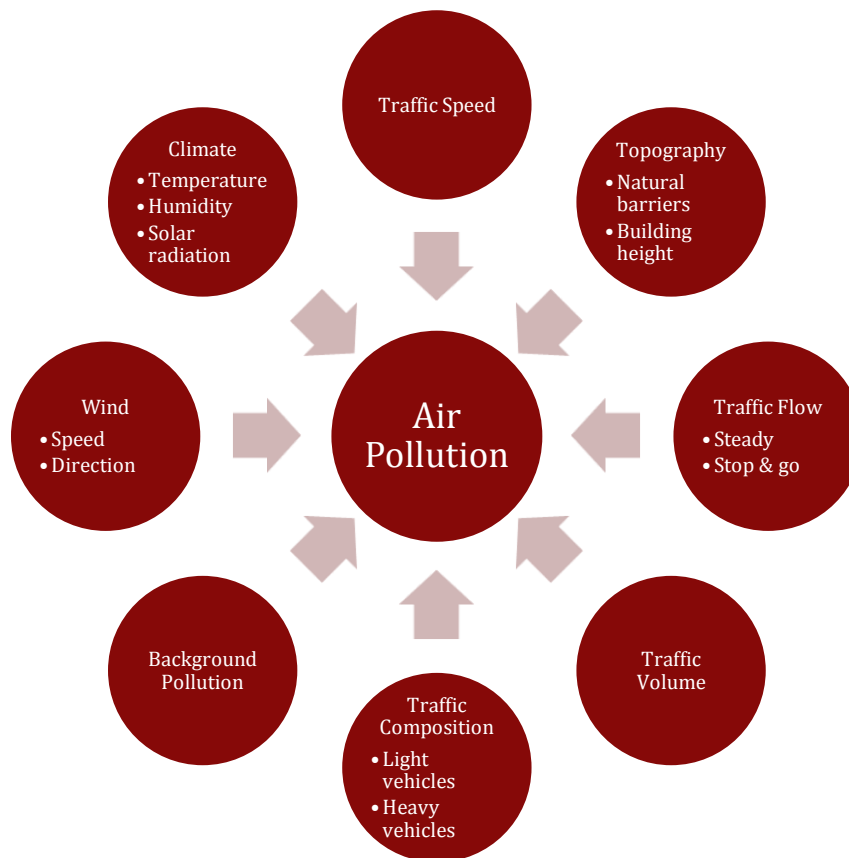 Traffic Speed
Topography
• Natural
barriers
• Building
height
Traffic Flow
• Steady
• Stop & go
Traffic
Volume
Traffic
Composition
• Light
vehicles
• Heavy
vehicles
Background
Pollution
Wind
• Speed
• Direction
Climate
• Temperature
• Humidity
• Solar
radiation
Air
Pollution